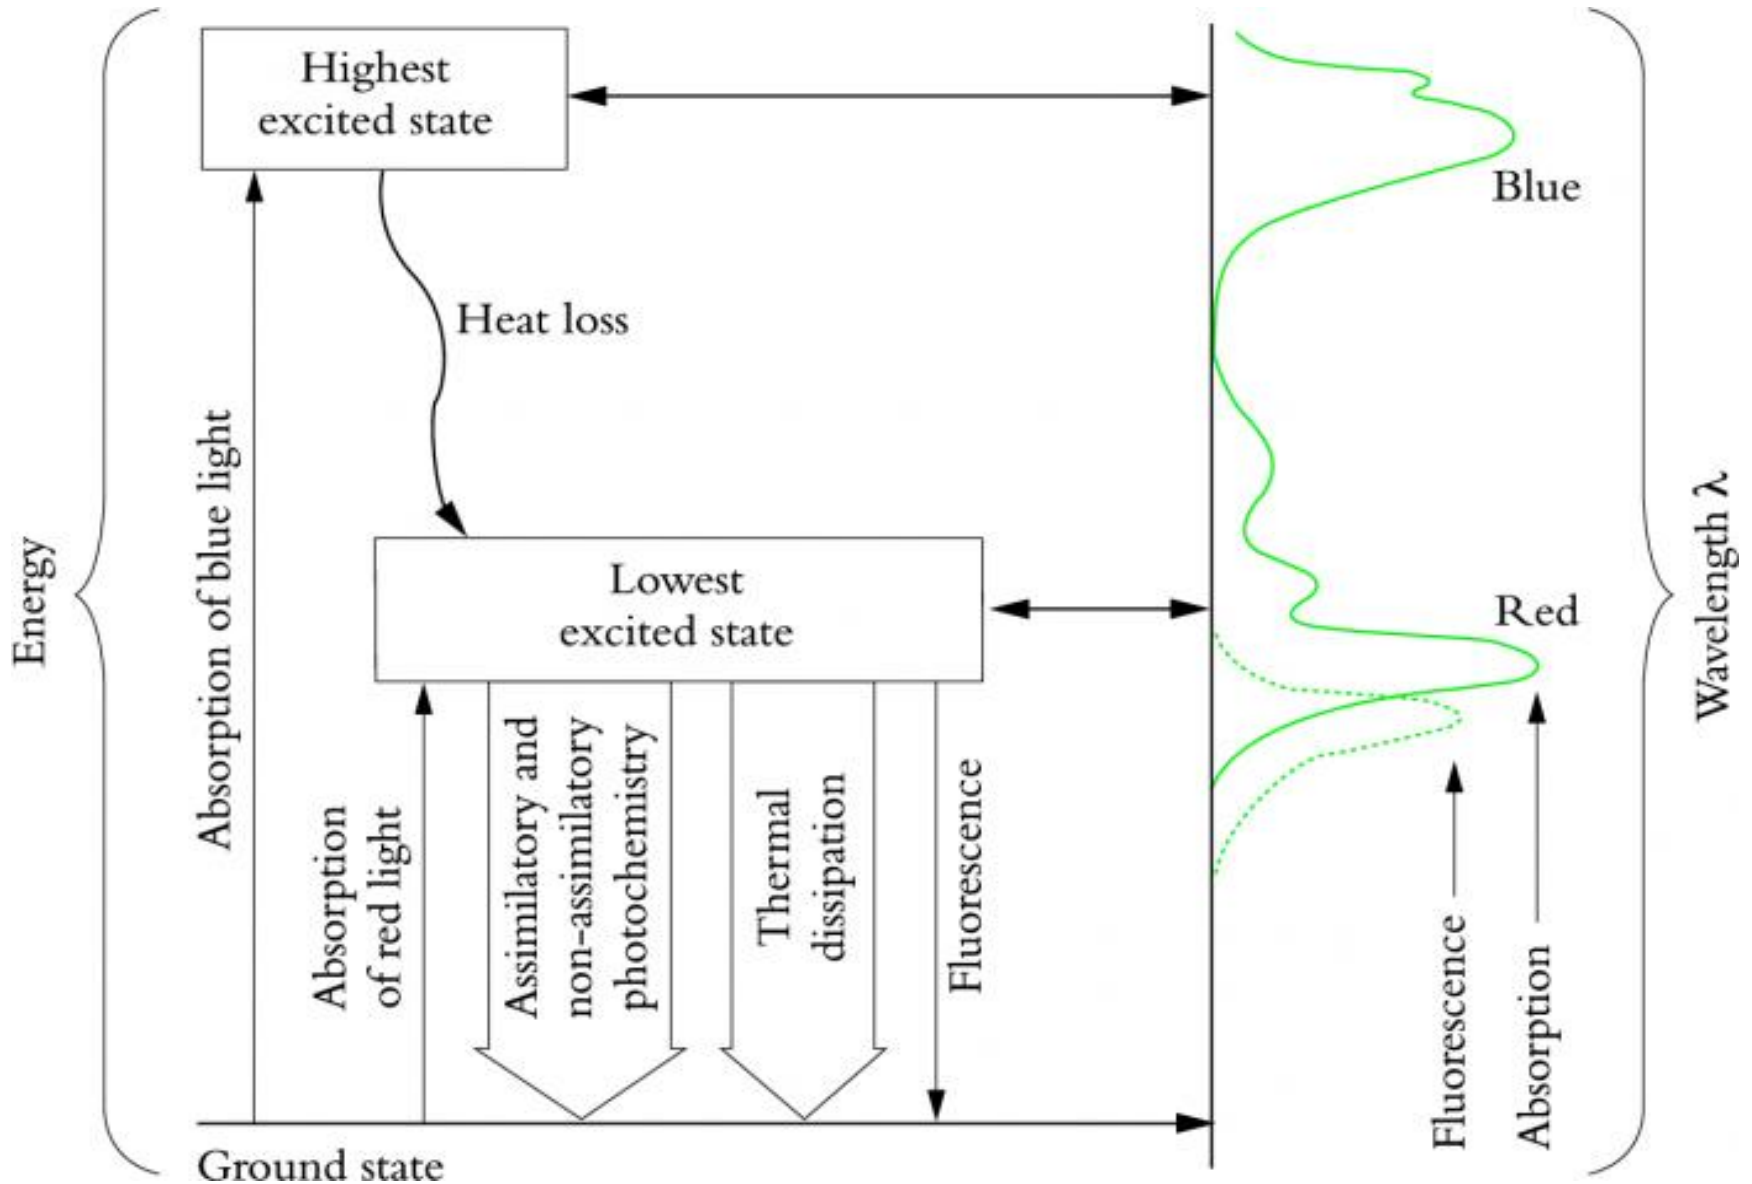 Highest
excited state
Blue
Heat loss
Energy
Absorption of blue light
Lowest
excited state
Red
Wavelength λ
Absorption
of red light
Assimilatory and
non-assimilatory
photochemistry
Thermal
dissipation
Fluorescence
Fluorescence
Absorption
Ground state